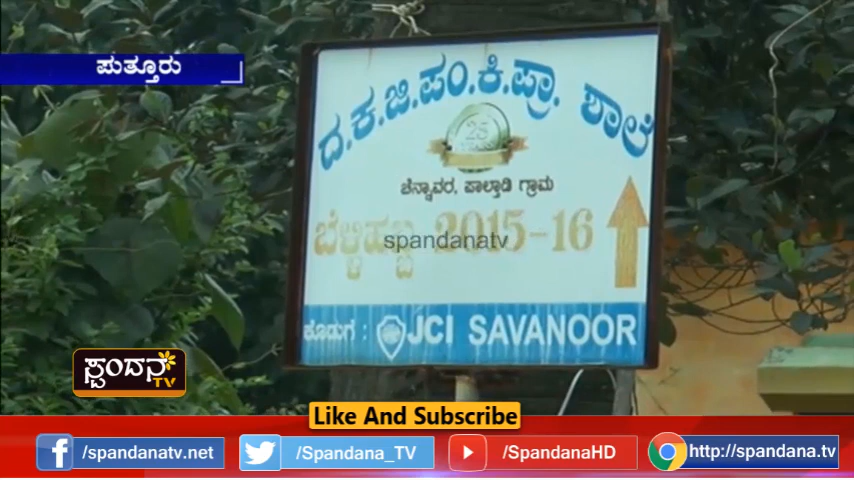 ಪುತ್ತೂರು
ದ.ಕ.ಜಿ.ಪಂ.ಕಿ.ಪ್ರಾ. ಶಾಲೆ
25
ಚೆನ್ನಾವರ, ಪಾಲ್ತಾಡಿ ಗ್ರಾಮ
ಬೆಳ್ಳಿಹಬ್ಬ 2015-16
spandanatv
ಕೊಡುಗೆ : JCI SAVANOOR
ಸ್ಪಂದನ TV
Like And Subscribe
/spandanatv.net
/Spandana_TV
/SpandanaHD
http://spandana.tv